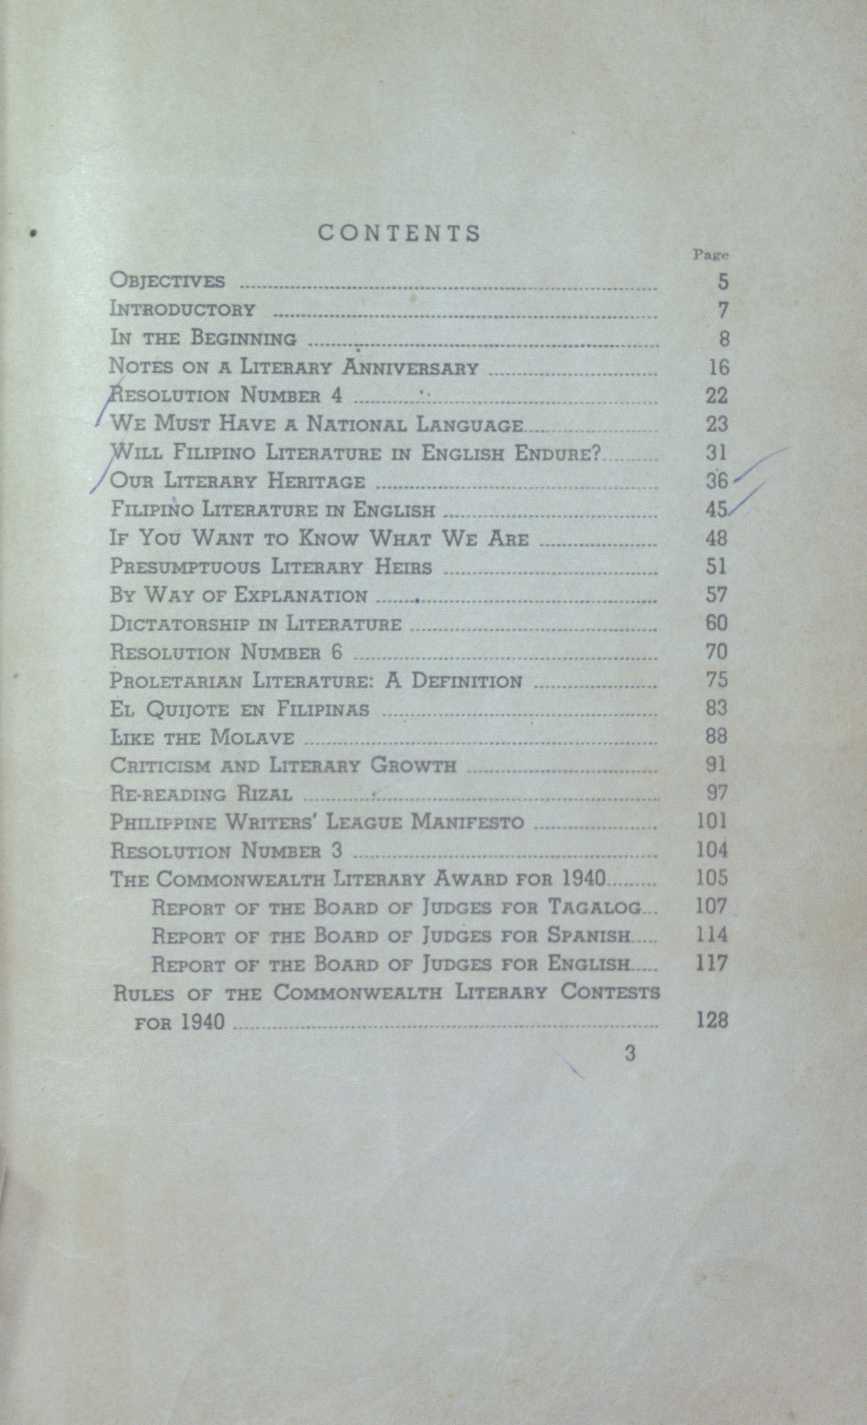 CONTENTS
Page
OBJECTIVES ........ 5
INTRODUCTORY ........ 7
IN THE BEGINNING ........ 8
NOTES ON A LITERARY ANNIVERSARY ........ 16
RESOLUTION NUMBER 4 ........ 22
WE MUST HAVE A NATIONAL LANGUAGE ........ 23
WILL FILIPINO LITERATURE IN ENGLISH ENDURE? ........ 31
OUR LITERARY HERITAGE ........ 36
FILIPINO LITERATURE IN ENGLISH ........ 45
IF YOU WANT TO KNOW WHAT WE ARE ........ 48
PRESUMPTUOUS LITERARY HEIRS ........ 51
BY WAY OF EXPLANATION ........ 57
DICTATORSHIP IN LITERATURE ........ 60
RESOLUTION NUMBER 6 ........ 70
PROLETARIAN LITERATURE: A DEFINITION ........ 75
EL QUIJOTE EN FILIPINAS ........ 83
LIKE THE MOLAVE ........ 88
CRITICISM AND LITERARY GROWTH ........ 91
RE-READING RIZAL ........ 97
PHILIPPINE WRITERS' LEAGUE MANIFESTO ........ 101
RESOLUTION NUMBER 3 ........ 104
THE COMMONWEALTH LITERARY AWARD FOR 1940 ........ 105
REPORT OF THE BOARD OF JUDGES FOR TAGALOG ... 107
REPORT OF THE BOARD OF JUDGES FOR SPANISH ..... 114
REPORT OF THE BOARD OF JUDGES FOR ENGLISH ..... 117
RULES OF THE COMMONWEALTH LITERARY CONTESTS
FOR 1940 ........ 128
3